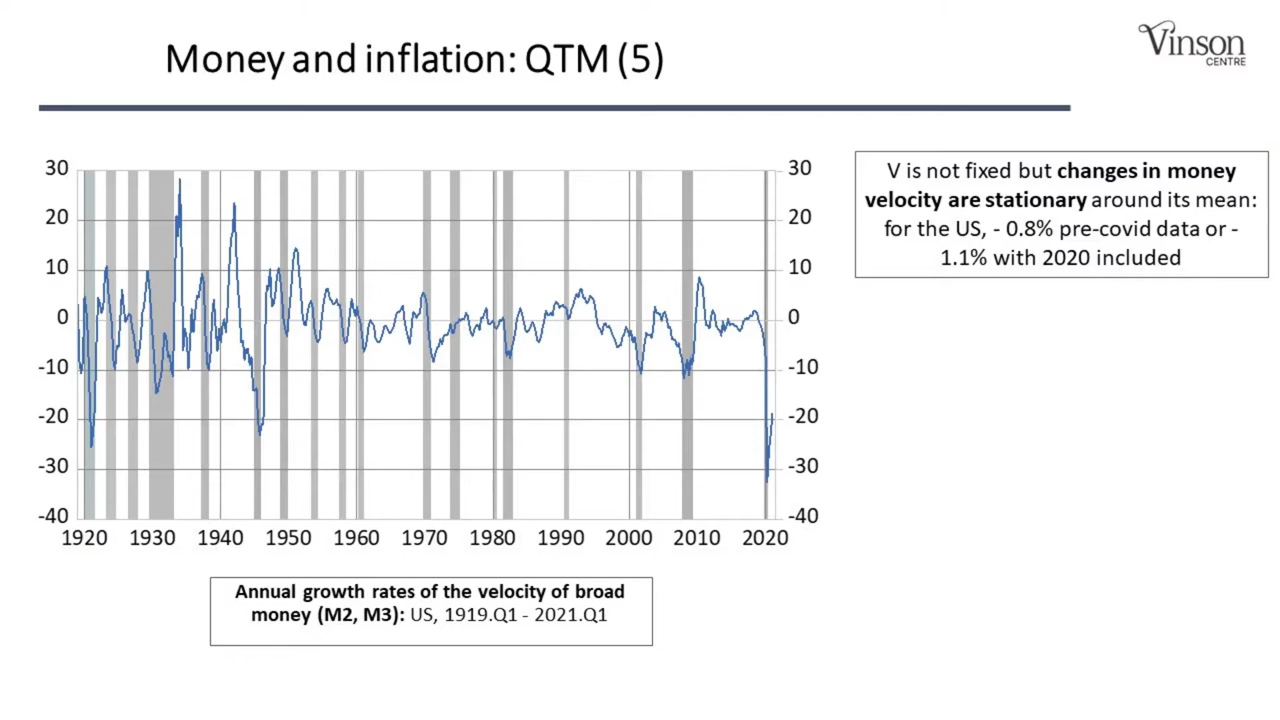 Money and inflation: QTM (5)
Vinson
CENTRE
30
20
10
0
-10
-20
-30
-40
30
20
10
0
-10
-20
-30
-40
1920 1930 1940 1950 1960 1970 1980 1990 2000 2010 2020
V is not fixed but changes in money
velocity are stationary around its mean:
for the US, - 0.8% pre-covid data or -
1.1% with 2020 included
Annual growth rates of the velocity of broad
money (M2, M3): US, 1919.Q1 - 2021.Q1